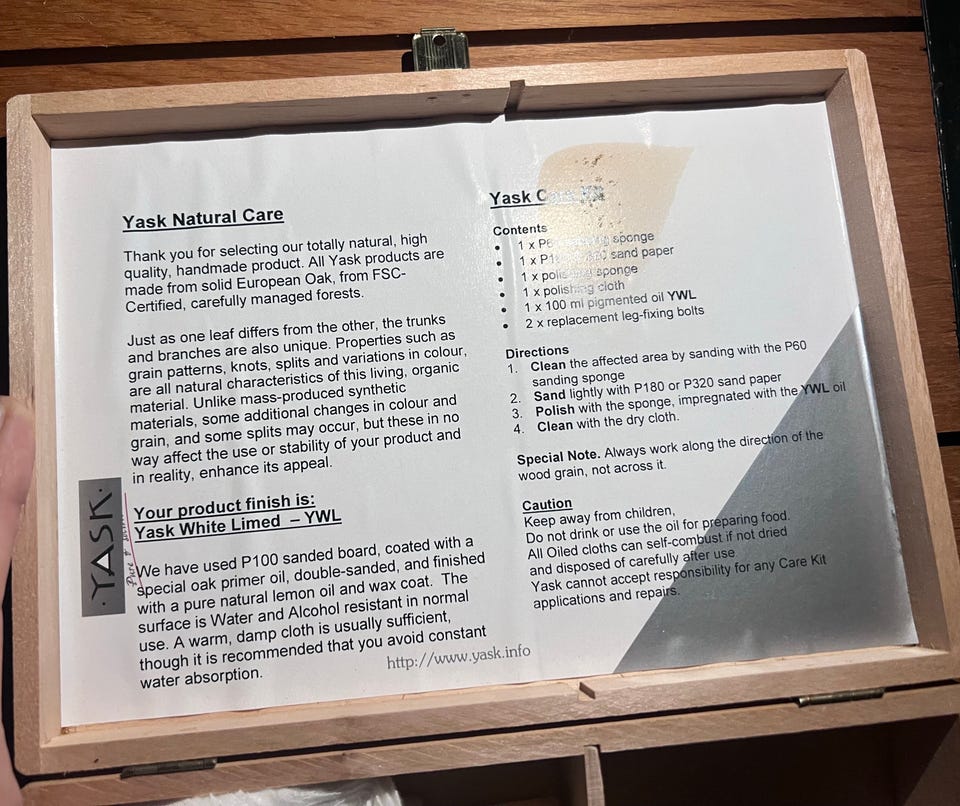 Yask Natural Care
Thank you for selecting our totally natural, high
quality, handmade product. All Yask products are
made from solid European Oak, from FSC-
Certified, carefully managed forests.
Just as one leaf differs from the other, the trunks
and branches are also unique. Properties such as
grain patterns, knots, splits and variations in colour,
are all natural characteristics of this living, organic
material. Unlike mass-produced synthetic
materials, some additional changes in colour and
grain, and some splits may occur, but these in no
way affect the use or stability of your product and
in reality, enhance its appeal.
Your product finish is:
Yask White Limed – YWL
We have used P100 sanded board, coated with a
special oak primer oil, double-sanded, and finished
with a pure natural lemon oil and wax coat. The
surface is Water and Alcohol resistant in normal
use. A warm, damp cloth is usually sufficient,
though it is recommended that you avoid constant
water absorption.
·YASK·
Pure &
http://www.yask.info
Yask
Contents
• 1 x sponge
• 1 x sand paper
• 1 x polishing sponge
• 1 x polishing cloth
• 1 x 100 ml pigmented oil YWL
• 2 x replacement leg-fixing bolts
Directions
1. Clean the affected area by sanding with the P60
sanding sponge
2. Sand lightly with P180 or P320 sand paper
3. Polish with the sponge, impregnated with the YWL oil
4. Clean with the dry cloth.
Special Note. Always work along the direction of the
wood grain, not across it.
Caution
Keep away from children,
Do not drink or use the oil for preparing food.
All Oiled cloths can self-combust if not dried
and disposed of carefully after use
Yask cannot accept responsibility for any Care Kit
applications and repairs.